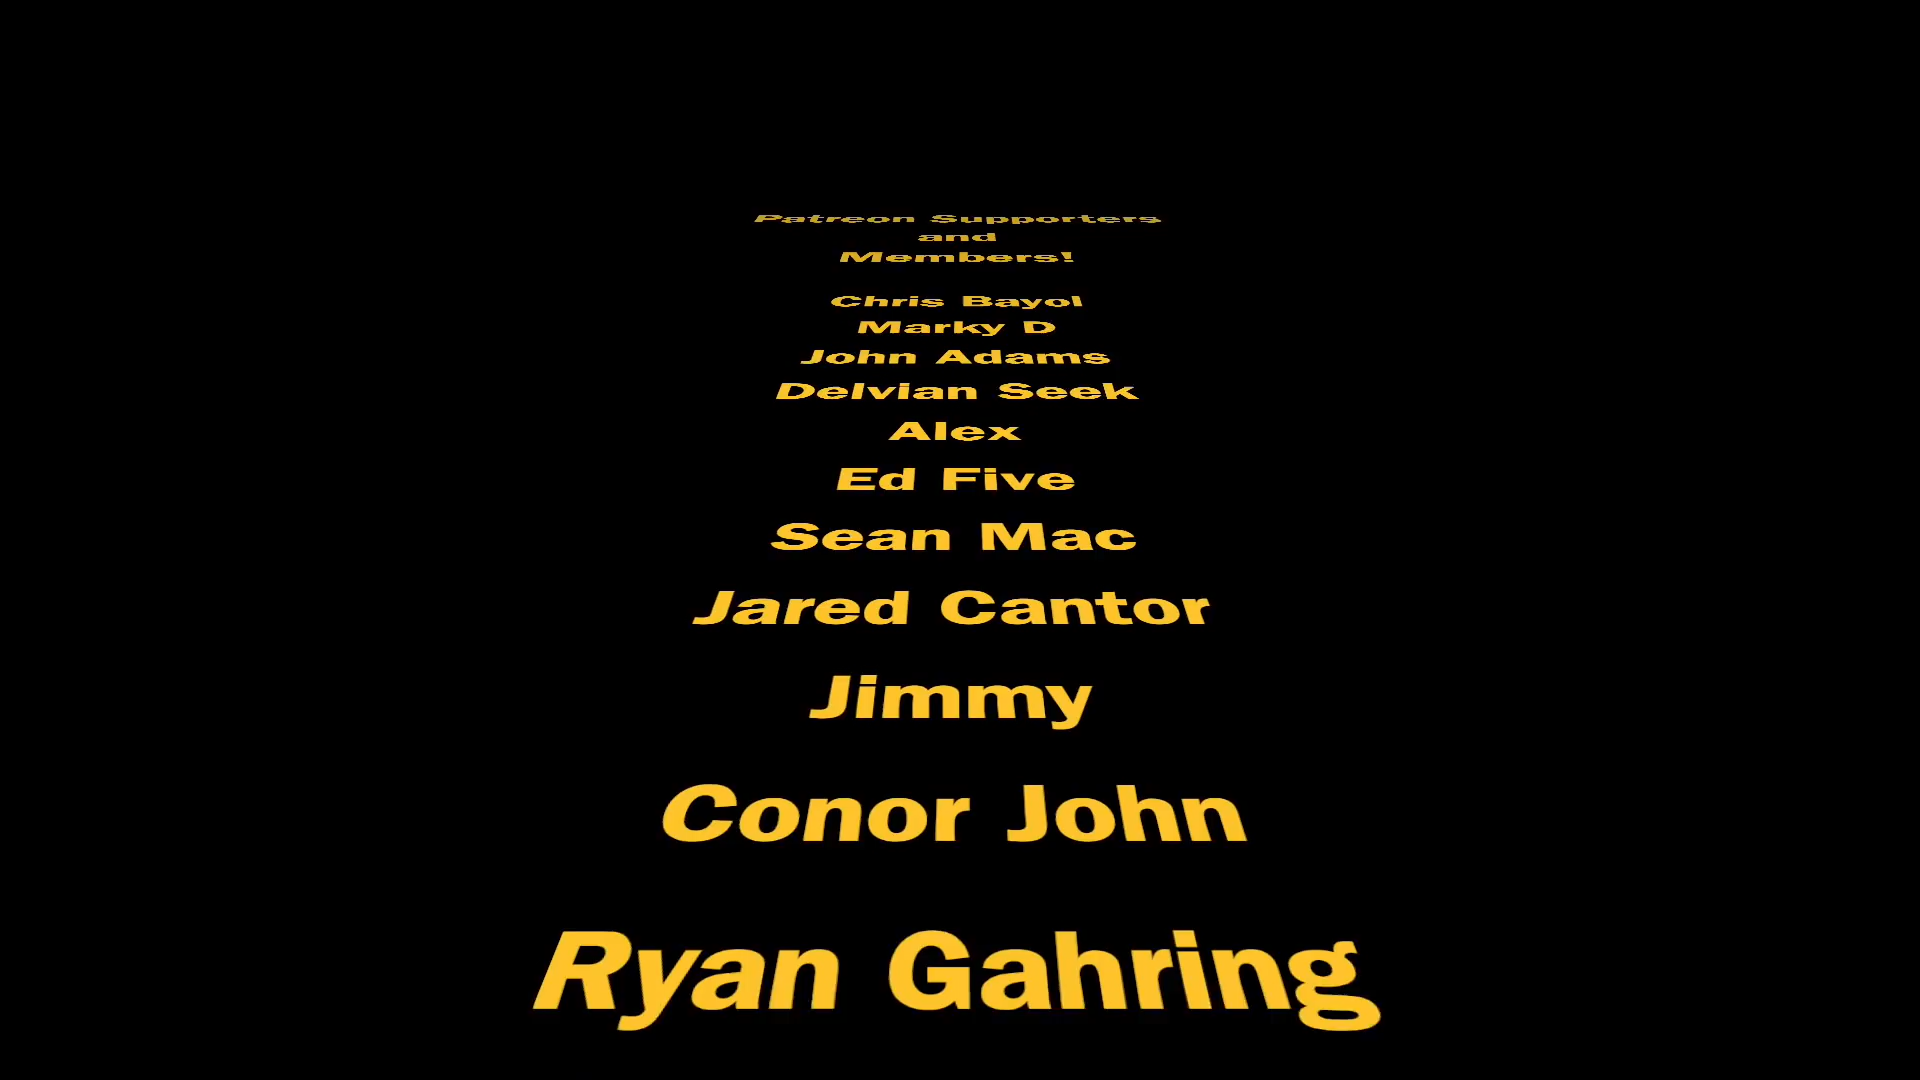 Patreon Supporters
and
Members!
Chris Bayol
Marky D
John Adams
Delvian Seek
Alex
Ed Five
Sean Mac
Jared Cantor
Jimmy
Conor John
Ryan Gahring